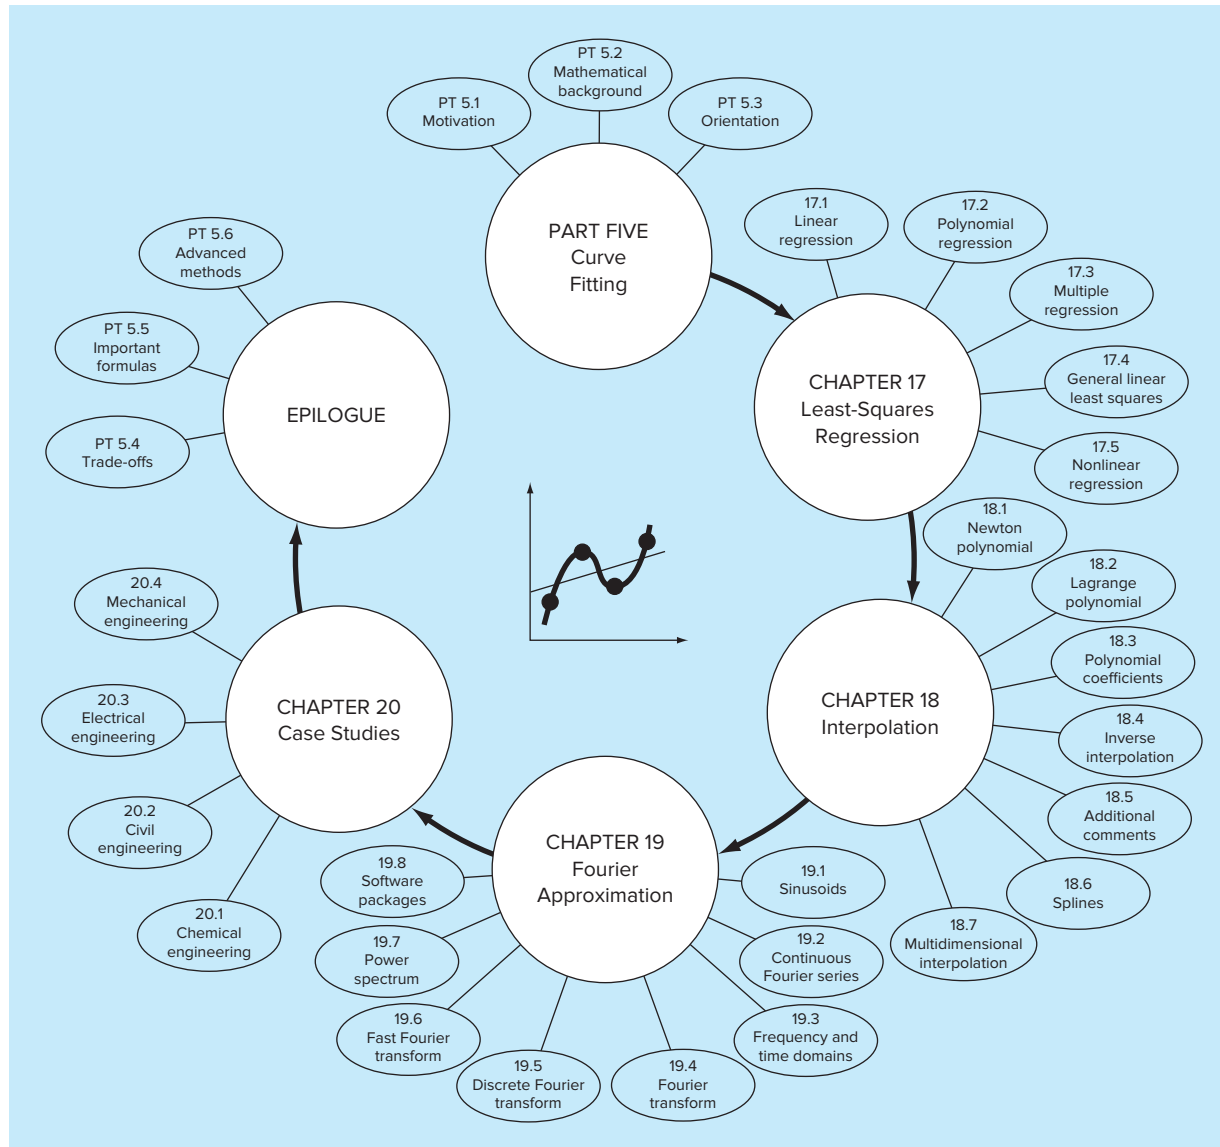 PT 5.1
Motivation
PT 5.2
Mathematical
background
PT 5.3
Orientation
PART FIVE
Curve
Fitting
17.1
Linear
regression
17.2
Polynomial
regression
17.3
Multiple
regression
17.4
General linear
least squares
17.5
Nonlinear
regression
CHAPTER 17
Least-Squares
Regression
18.1
Newton
polynomial
18.2
Lagrange
polynomial
18.3
Polynomial
coefficients
18.4
Inverse
interpolation
18.5
Additional
comments
18.6
Splines
18.7
Multidimensional
interpolation
CHAPTER 18
Interpolation
19.1
Sinusoids
19.2
Continuous
Fourier series
19.3
Frequency and
time domains
19.4
Fourier
transform
19.5
Discrete Fourier
transform
19.6
Fast Fourier
transform
19.7
Power
spectrum
19.8
Software
packages
CHAPTER 19
Fourier
Approximation
20.1
Chemical
engineering
20.2
Civil
engineering
20.3
Electrical
engineering
20.4
Mechanical
engineering
CHAPTER 20
Case Studies
PT 5.4
Trade-offs
PT 5.5
Important
formulas
PT 5.6
Advanced
methods
EPILOGUE